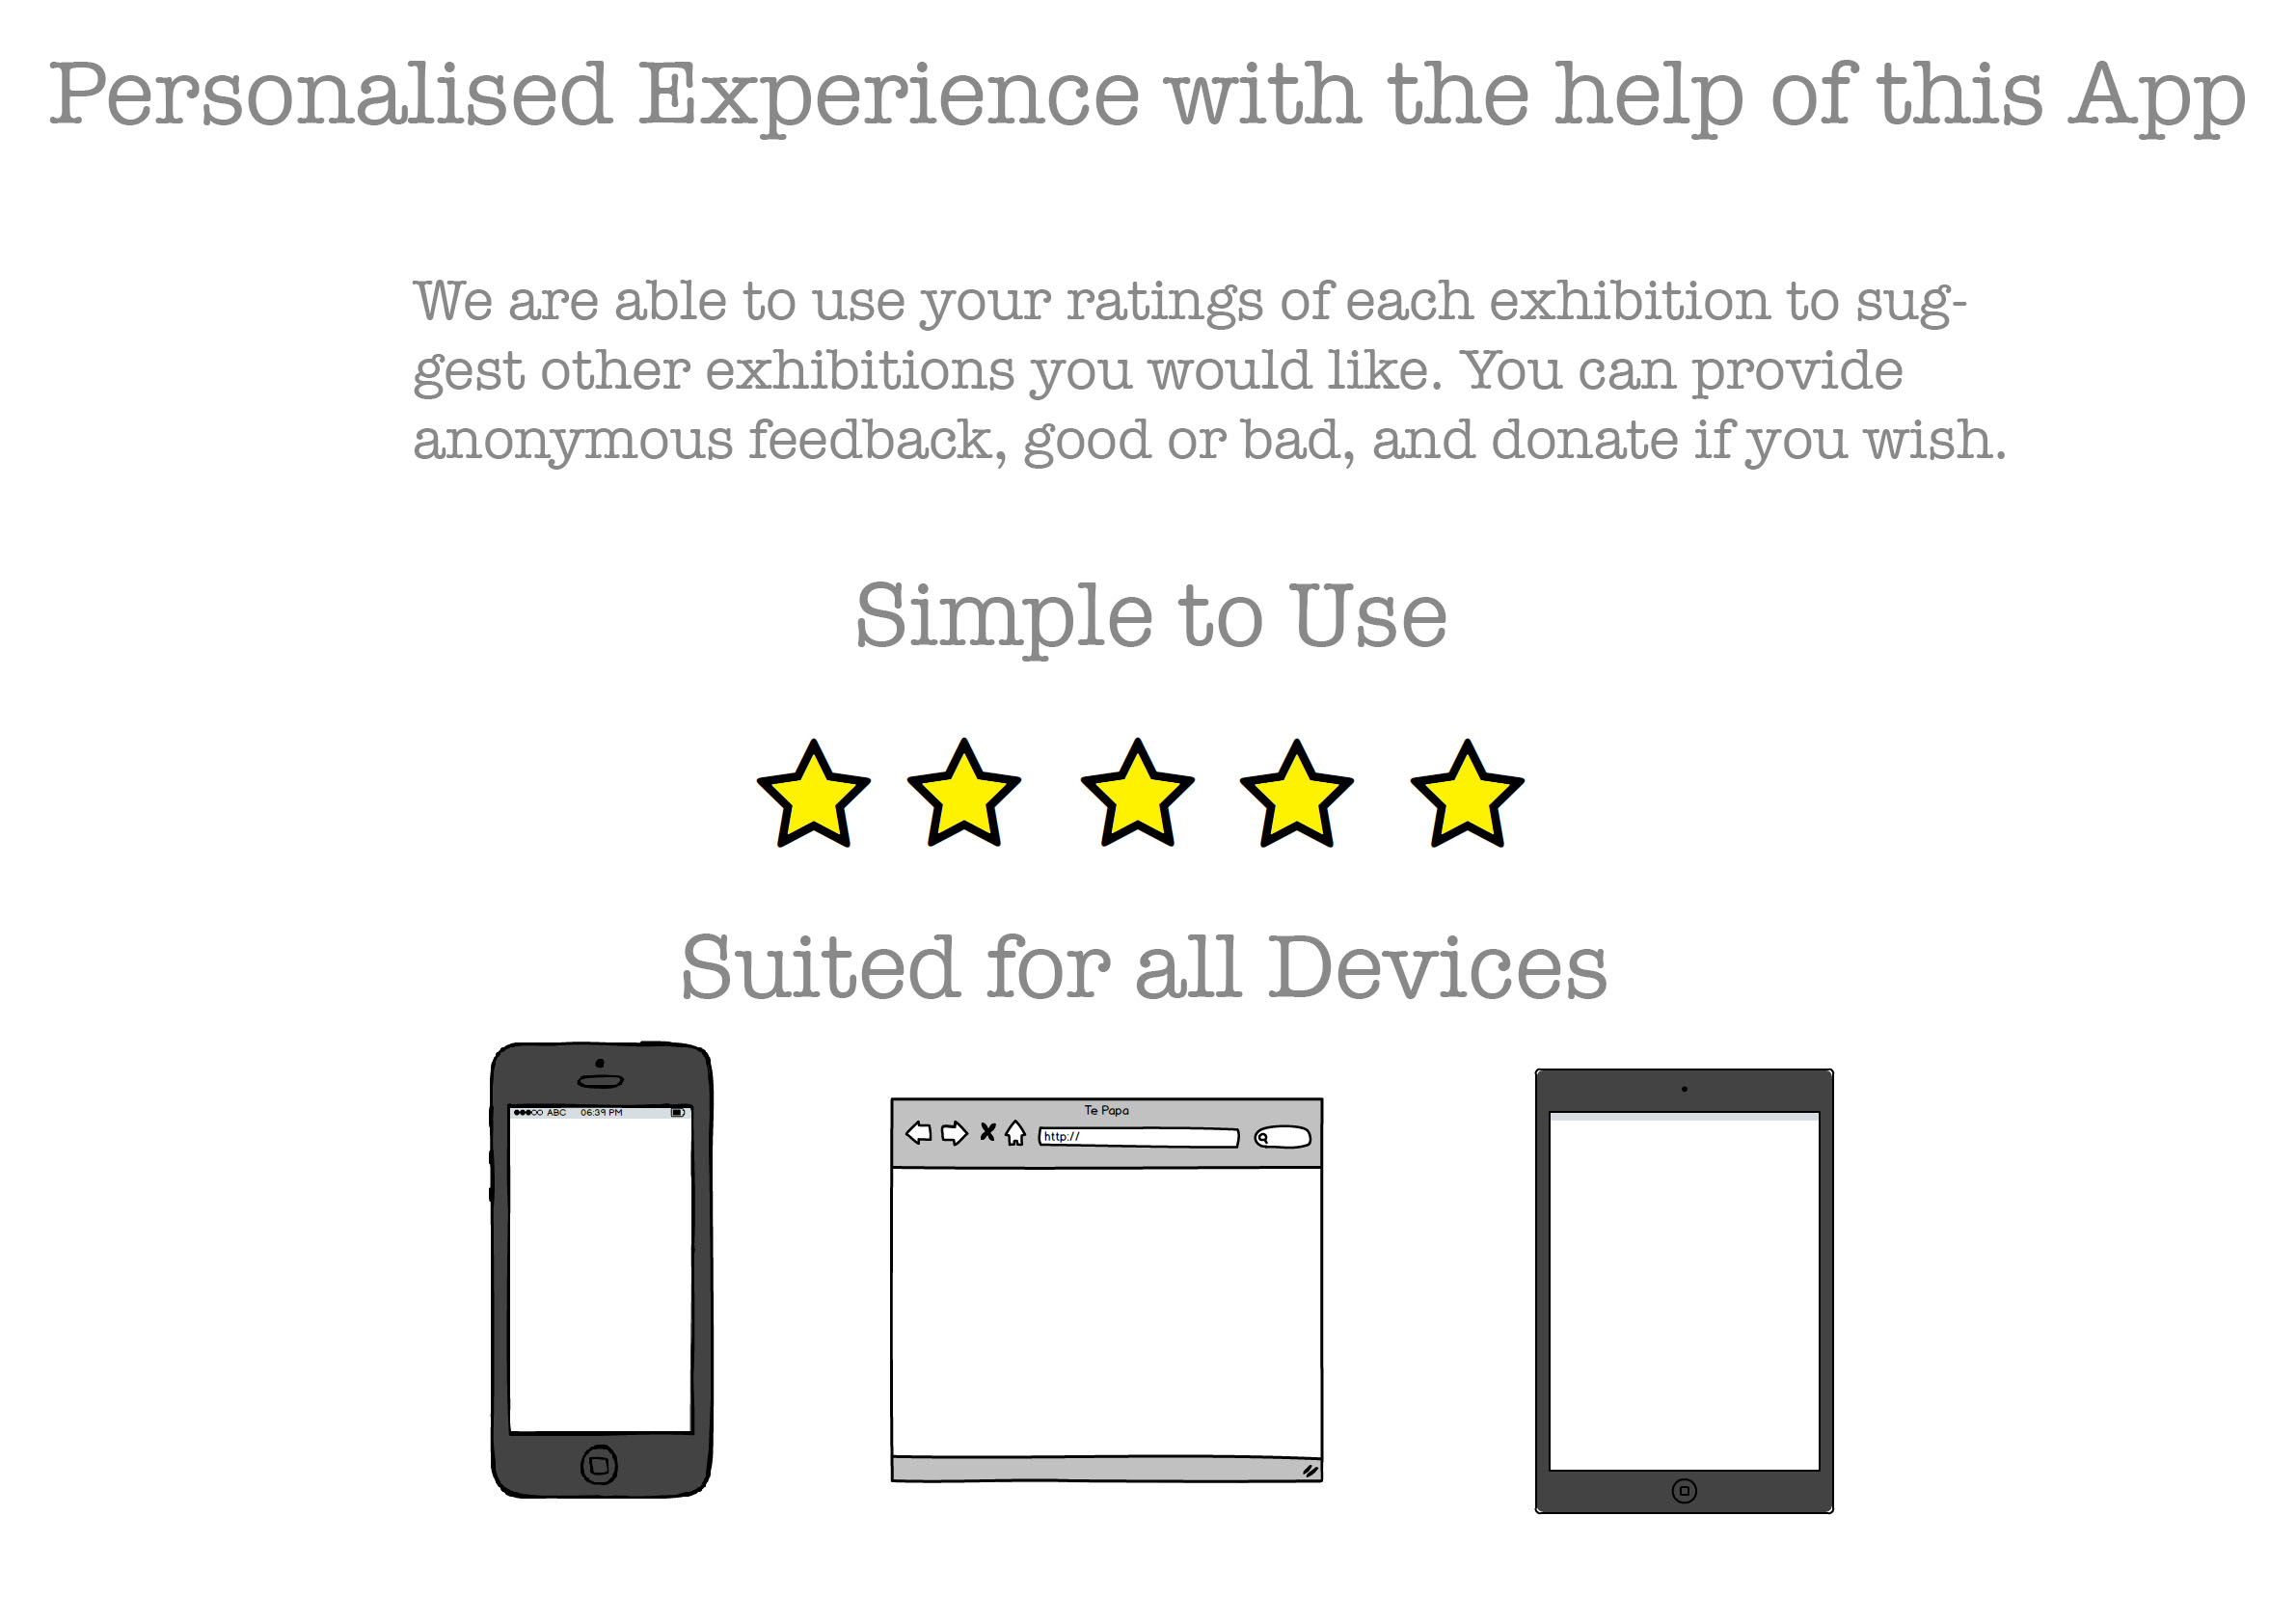 Personalised Experience with the help of this App
We are able to use your ratings of each exhibition to sug-
gest other exhibitions you would like. You can provide
anonymous feedback, good or bad, and donate if you wish.
Simple to Use
Suited for all Devices
ABC 06:39 PM
Te Papa
http://